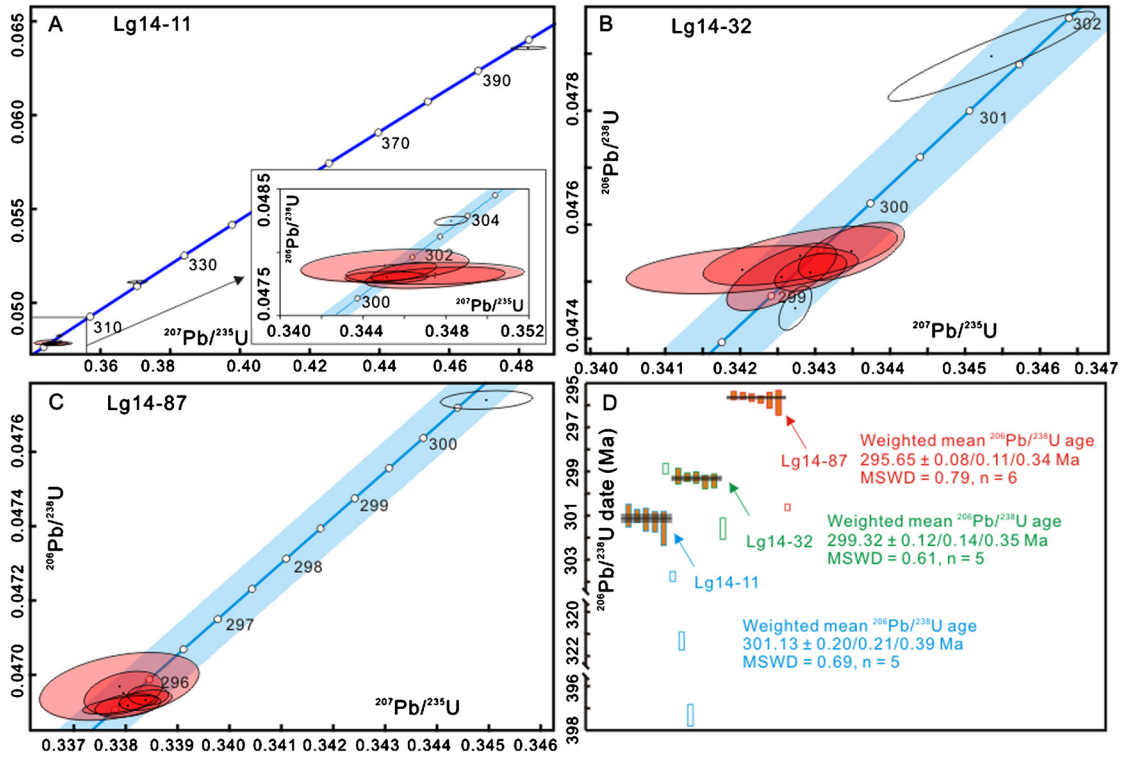 A
Lg14-11
0.065
0.060
0.055
0.050
390
370
330
310
²⁰⁷Pb/²³⁵U
0.36
0.38
0.40
0.42
0.44
0.46
0.48
0.0485
0.0475
²⁰⁶Pb/²³⁸U
304
302
300
²⁰⁷Pb/²³⁵U
0.340
0.344
0.348
0.352
B
Lg14-32
0.0478
0.0476
0.0474
²⁰⁶Pb/²³⁸U
302
301
300
299
²⁰⁷Pb/²³⁵U
0.340
0.341
0.342
0.343
0.344
0.345
0.346
0.347
C
Lg14-87
0.0476
0.0474
0.0472
0.0470
²⁰⁶Pb/²³⁸U
300
299
298
297
296
²⁰⁷Pb/²³⁵U
0.337
0.338
0.339
0.340
0.341
0.342
0.343
0.344
0.345
0.346
D
295
297
299
301
303
320
322
396
398
²⁰⁶Pb/²³⁸U date (Ma)
Lg14-87
Weighted mean ²⁰⁶Pb/²³⁸U age
295.65 ± 0.08/0.11/0.34 Ma
MSWD = 0.79, n = 6
Lg14-32
Weighted mean ²⁰⁶Pb/²³⁸U age
299.32 ± 0.12/0.14/0.35 Ma
MSWD = 0.61, n = 5
Lg14-11
Weighted mean ²⁰⁶Pb/²³⁸U age
301.13 ± 0.20/0.21/0.39 Ma
MSWD = 0.69, n = 5